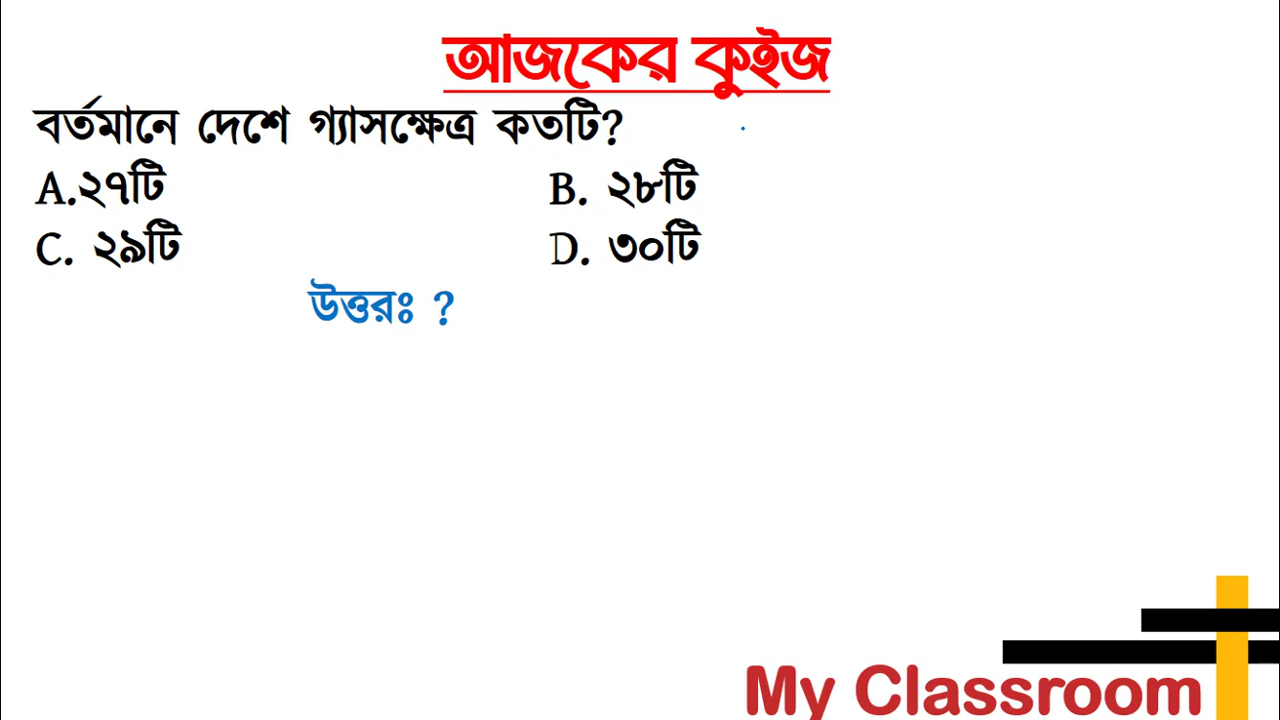 আজকের কুইজ
বর্তমানে দেশে গ্যাসক্ষেত্র কতটি?
A.২৭টি B. ২৮টি
C. ২৯টি D. ৩০টি
উত্তরঃ ?
My Classroom